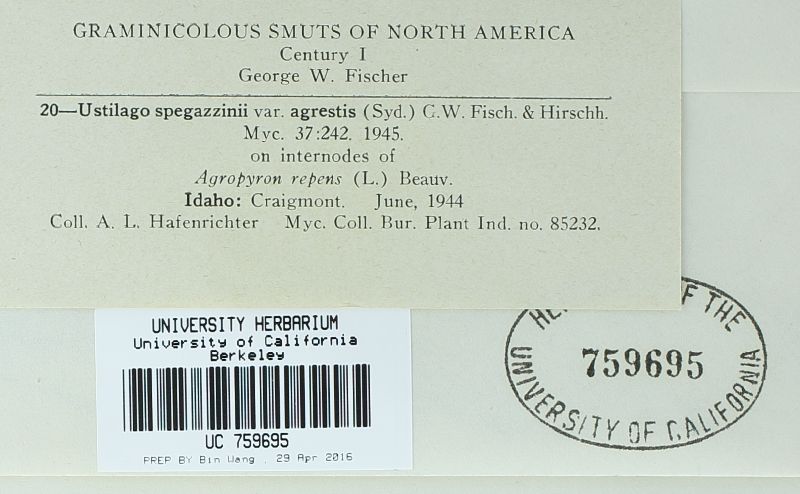 GRAMINICOLOUS SMUTS OF NORTH AMERICA
Century I
George W. Fischer
20—Ustilago spegazzinii var. agrestis (Syd.) G.W. Fisch. & Hirschh.
Myc. 37:242. 1945.
on internodes of
Agropyron repens (L.) Beauv.
Idaho: Craigmont. June, 1944
Coll. A. L. Hafenrichter Myc. Coll. Bur. Plant Ind. no. 85232.
UNIVERSITY HERBARIUM
University of California
Berkeley
UC 759695
PREP BY Bin Wang , 29 Apr 2016
THE
759695
UNIVERSITY OF CALIFORNIA